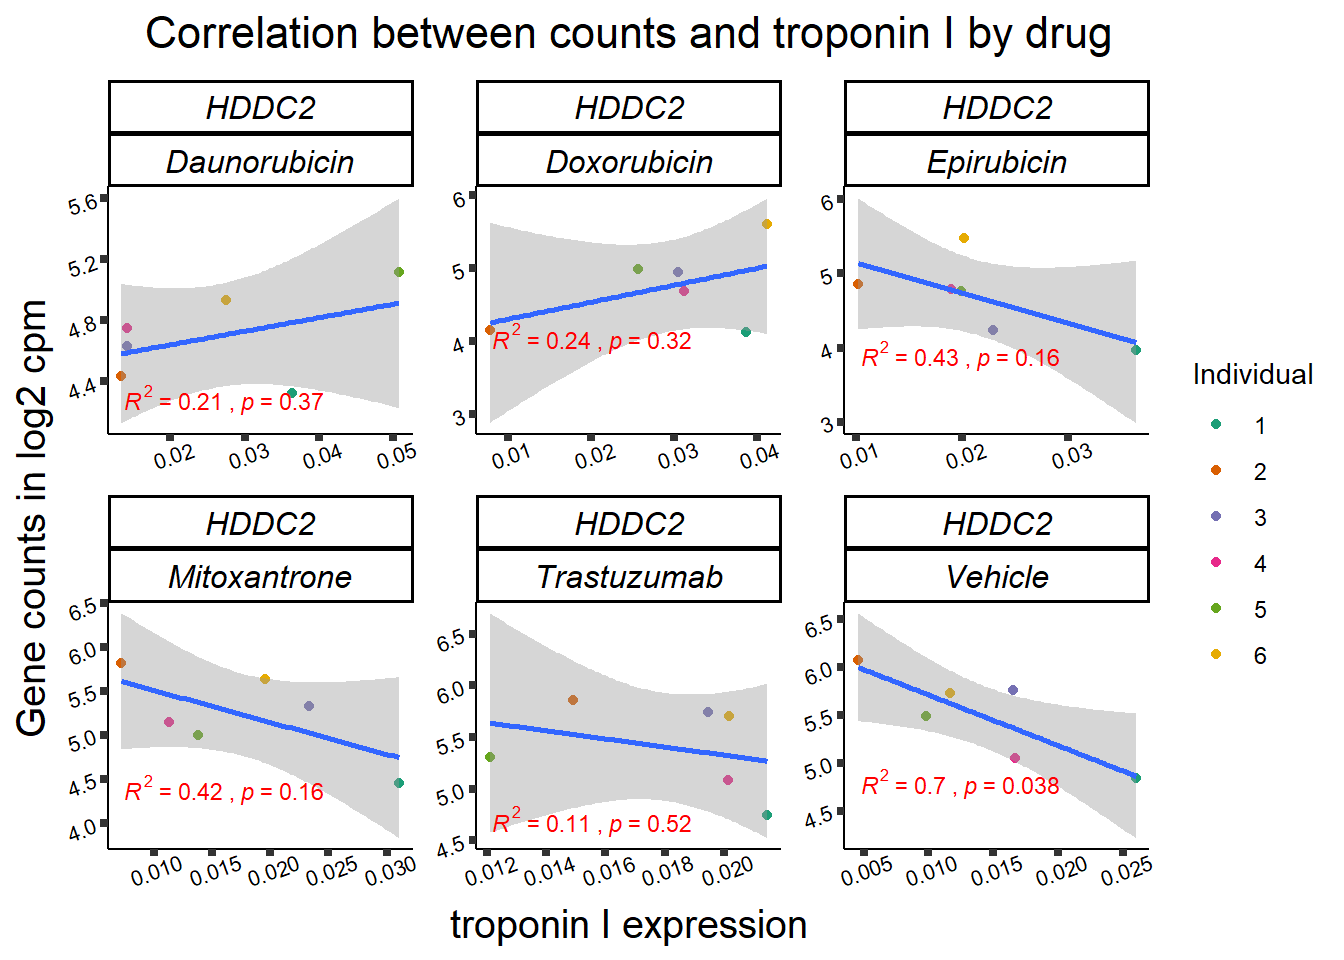 Correlation between counts and troponin I by drug
HDDC2 HDDC2 HDDC2
Daunorubicin Doxorubicin Epirubicin
5.6
5.2
4.8
4.4
R² = 0.21 , p = 0.37
0.02 0.03 0.04 0.05
6
5
4
3
R² = 0.24 , p = 0.32
0.01 0.02 0.03 0.04
6
5
4
3
R² = 0.43 , p = 0.16
0.01 0.02 0.03
HDDC2 HDDC2 HDDC2
Mitoxantrone Trastuzumab Vehicle
6.5
6.0
5.5
5.0
4.5
4.0
R² = 0.42 , p = 0.16
0.010 0.015 0.020 0.025 0.030
6.5
6.0
5.5
5.0
4.5
R² = 0.11 , p = 0.52
0.012 0.014 0.016 0.018 0.020
6.5
6.0
5.5
5.0
4.5
R² = 0.7 , p = 0.038
0.005 0.010 0.015 0.020 0.025
Gene counts in log2 cpm
troponin I expression
Individual
1
2
3
4
5
6